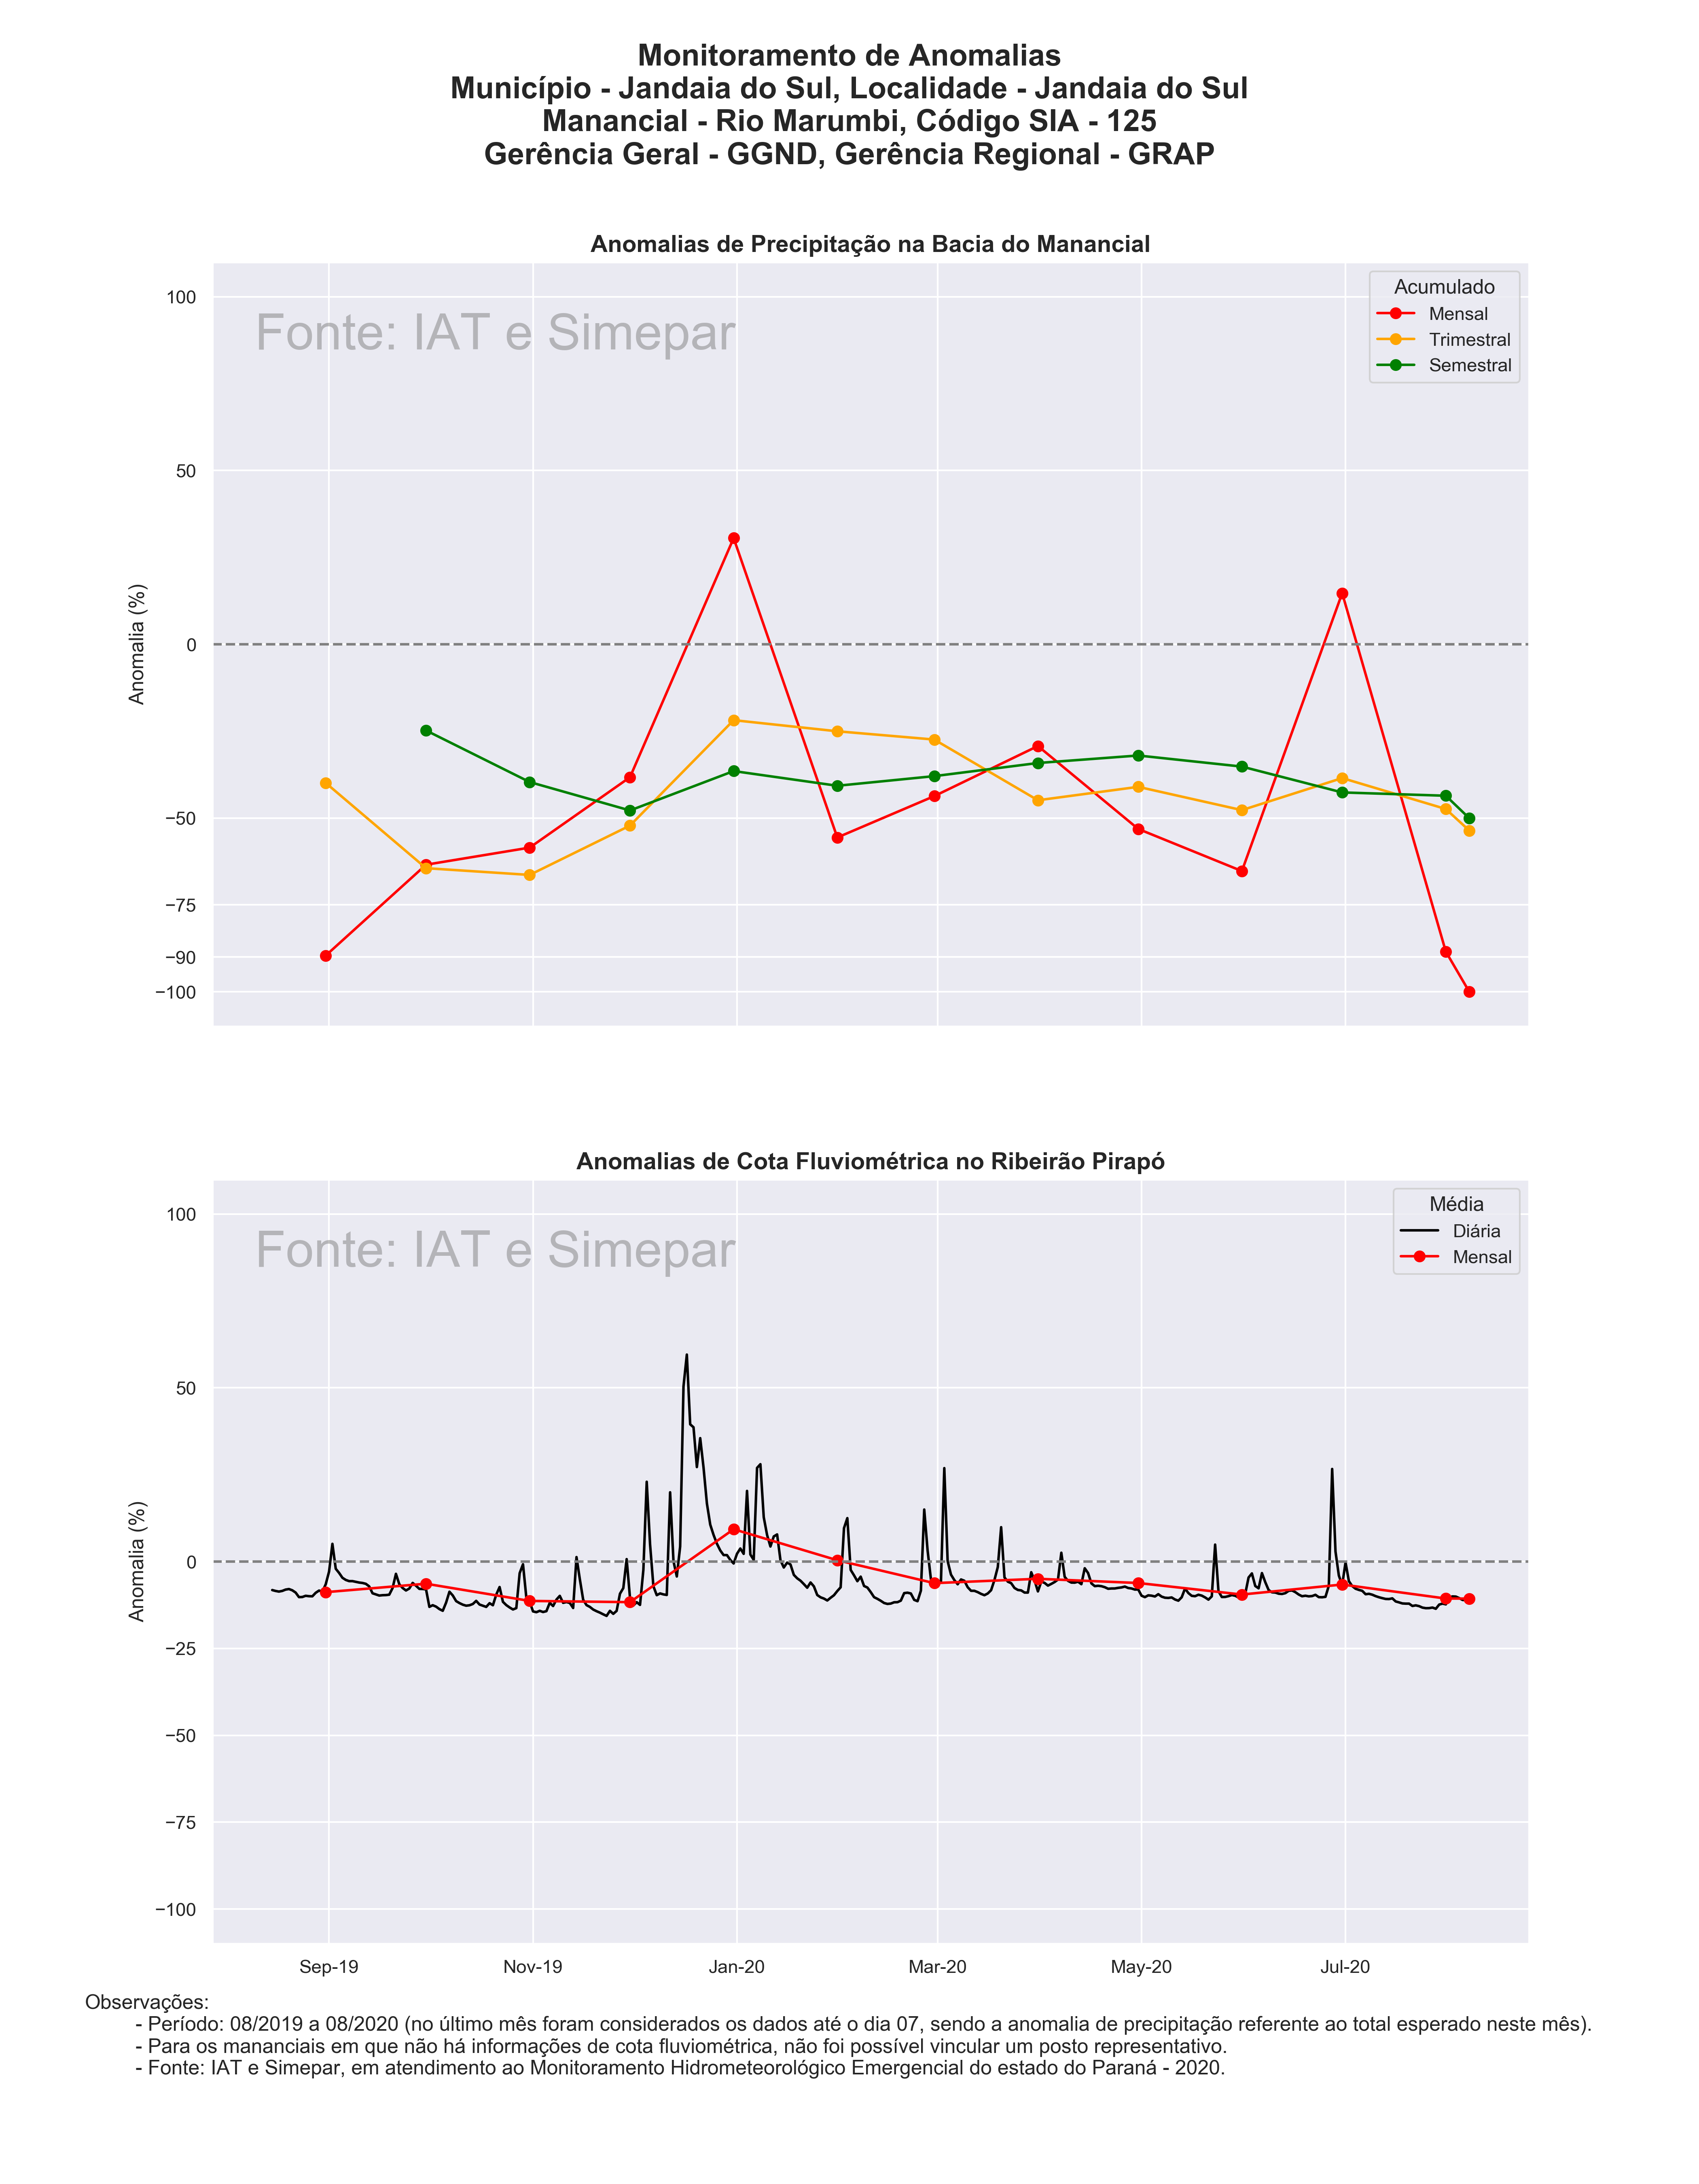 Monitoramento de Anomalias
Município - Jandaia do Sul, Localidade - Jandaia do Sul
Manancial - Rio Marumbi, Código SIA - 125
Gerência Geral - GGND, Gerência Regional - GRAP
Anomalias de Precipitação na Bacia do Manancial
Fonte: IAT e Simepar
Acumulado
Mensal
Trimestral
Semestral
Anomalia (%)
100
50
0
−50
−75
−90
−100
Anomalias de Cota Fluviométrica no Ribeirão Pirapó
Fonte: IAT e Simepar
Média
Diária
Mensal
Anomalia (%)
100
50
0
−25
−50
−75
−100
Sep-19 Nov-19 Jan-20 Mar-20 May-20 Jul-20
Observações:
- Período: 08/2019 a 08/2020 (no último mês foram considerados os dados até o dia 07, sendo a anomalia de precipitação referente ao total esperado neste mês).
- Para os mananciais em que não há informações de cota fluviométrica, não foi possível vincular um posto representativo.
- Fonte: IAT e Simepar, em atendimento ao Monitoramento Hidrometeorológico Emergencial do estado do Paraná - 2020.